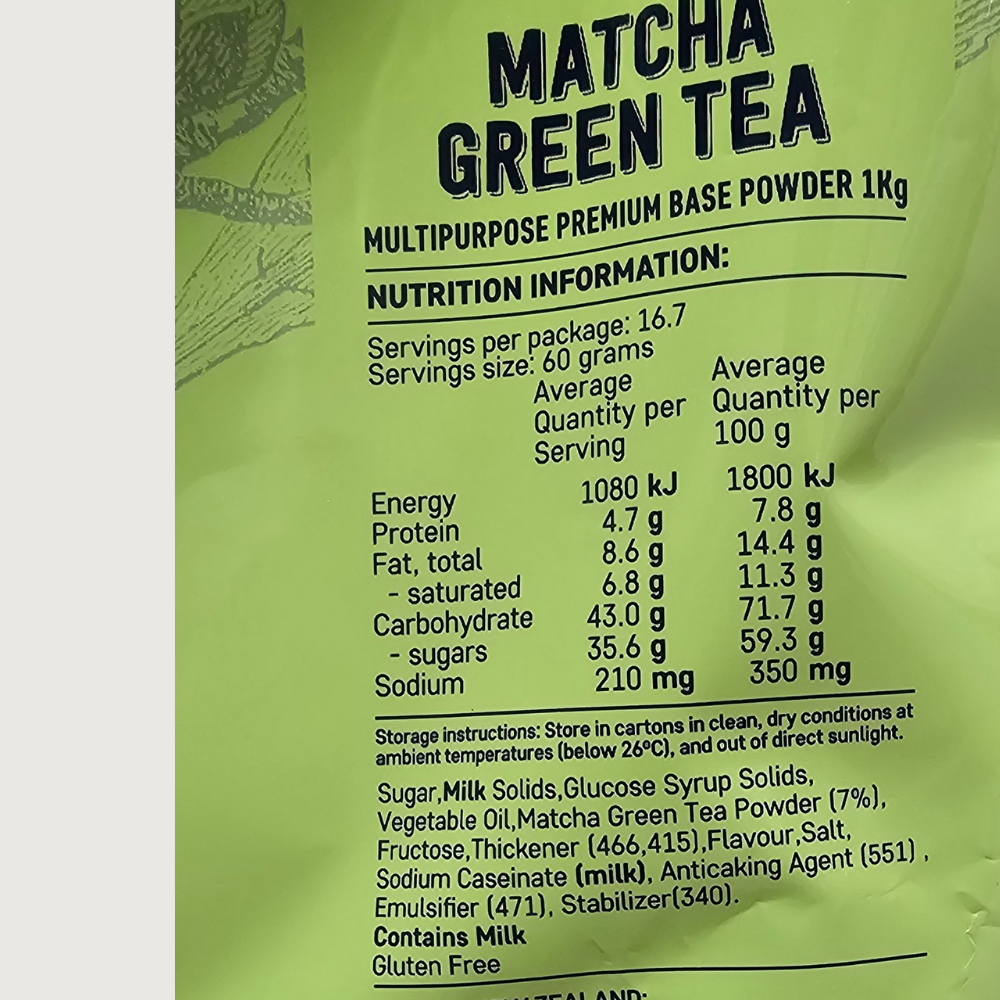 MATCHA
GREEN TEA
MULTIPURPOSE PREMIUM BASE POWDER 1Kg
NUTRITION INFORMATION:
Servings per package: 16.7
Servings size: 60 grams
Average Quantity per Serving Average Quantity per 100 g
Energy 1080 kJ 1800 kJ
Protein 4.7 g 7.8 g
Fat, total 8.6 g 14.4 g
- saturated 6.8 g 11.3 g
Carbohydrate 43.0 g 71.7 g
- sugars 35.6 g 59.3 g
Sodium 210 mg 350 mg
Storage instructions: Store in cartons in clean, dry conditions at
ambient temperatures (below 26ºC), and out of direct sunlight.
Sugar,Milk Solids,Glucose Syrup Solids,
Vegetable Oil,Matcha Green Tea Powder (7%),
Fructose,Thickener (466,415),Flavour,Salt,
Sodium Caseinate (milk), Anticaking Agent (551) ,
Emulsifier (471), Stabilizer(340).
Contains Milk
Gluten Free